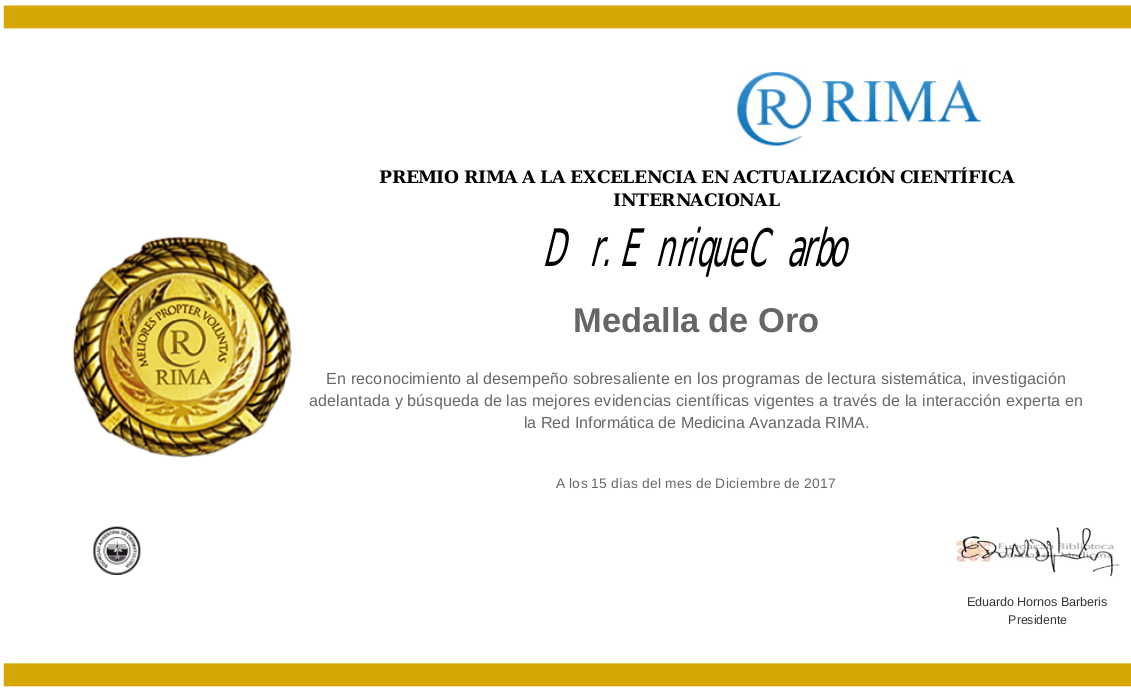 RIMA
PREMIO RIMA A LA EXCELENCIA EN ACTUALIZACIÓN CIENTÍFICA
INTERNACIONAL
Dr. Enrique Carbo
MELIORES PROPTER VOLUNTAS
R
RIMA
Medalla de Oro
En reconocimiento al desempeño sobresaliente en los programas de lectura sistemática, investigación
adelantada y búsqueda de las mejores evidencias científicas vigentes a través de la interacción experta en
la Red Informática de Medicina Avanzada RIMA.
A los 15 días del mes de Diciembre de 2017
Eduardo Hornos Barberis
Presidente